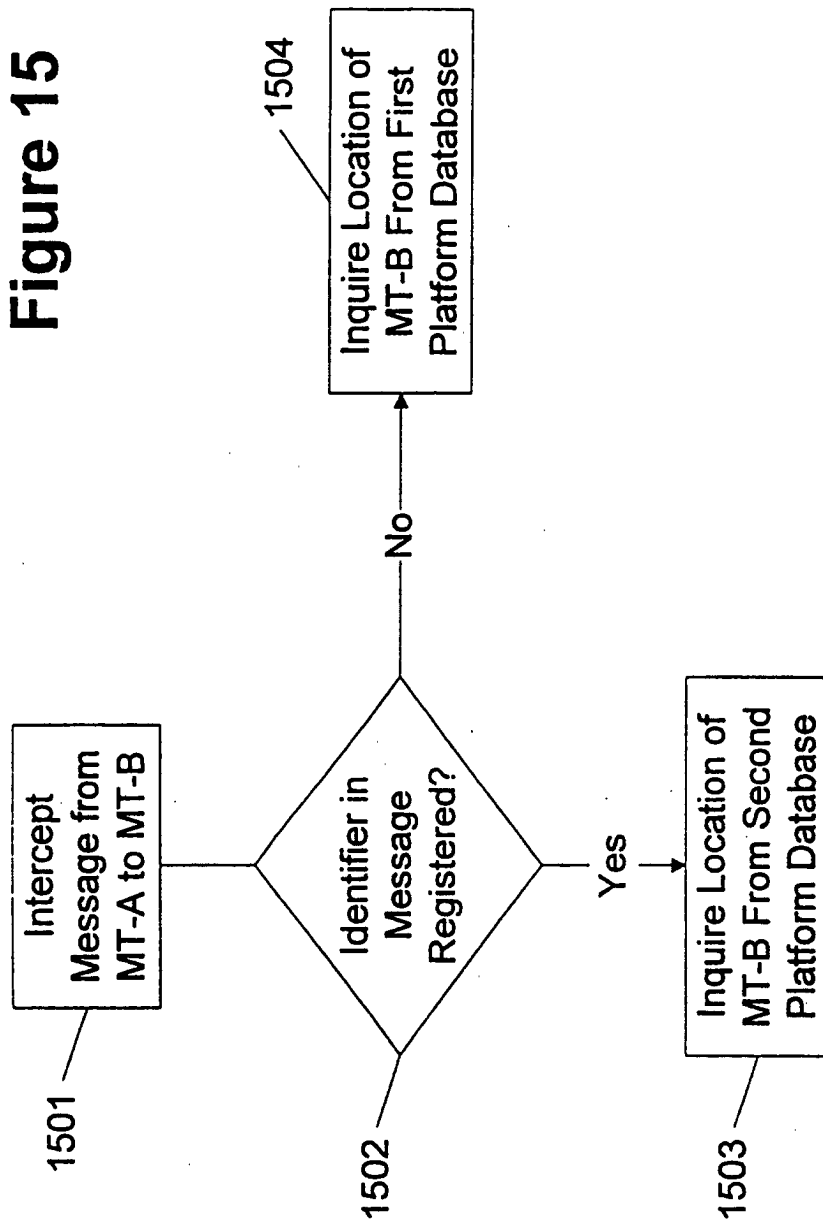 Figure 15
1501
Intercept
Message from
MT-A to MT-B
1502
Identifier in
Message
Registered?
No
1504
Inquire Location of
MT-B From First
Platform Database
Yes
1503
Inquire Location of
MT-B From Second
Platform Database